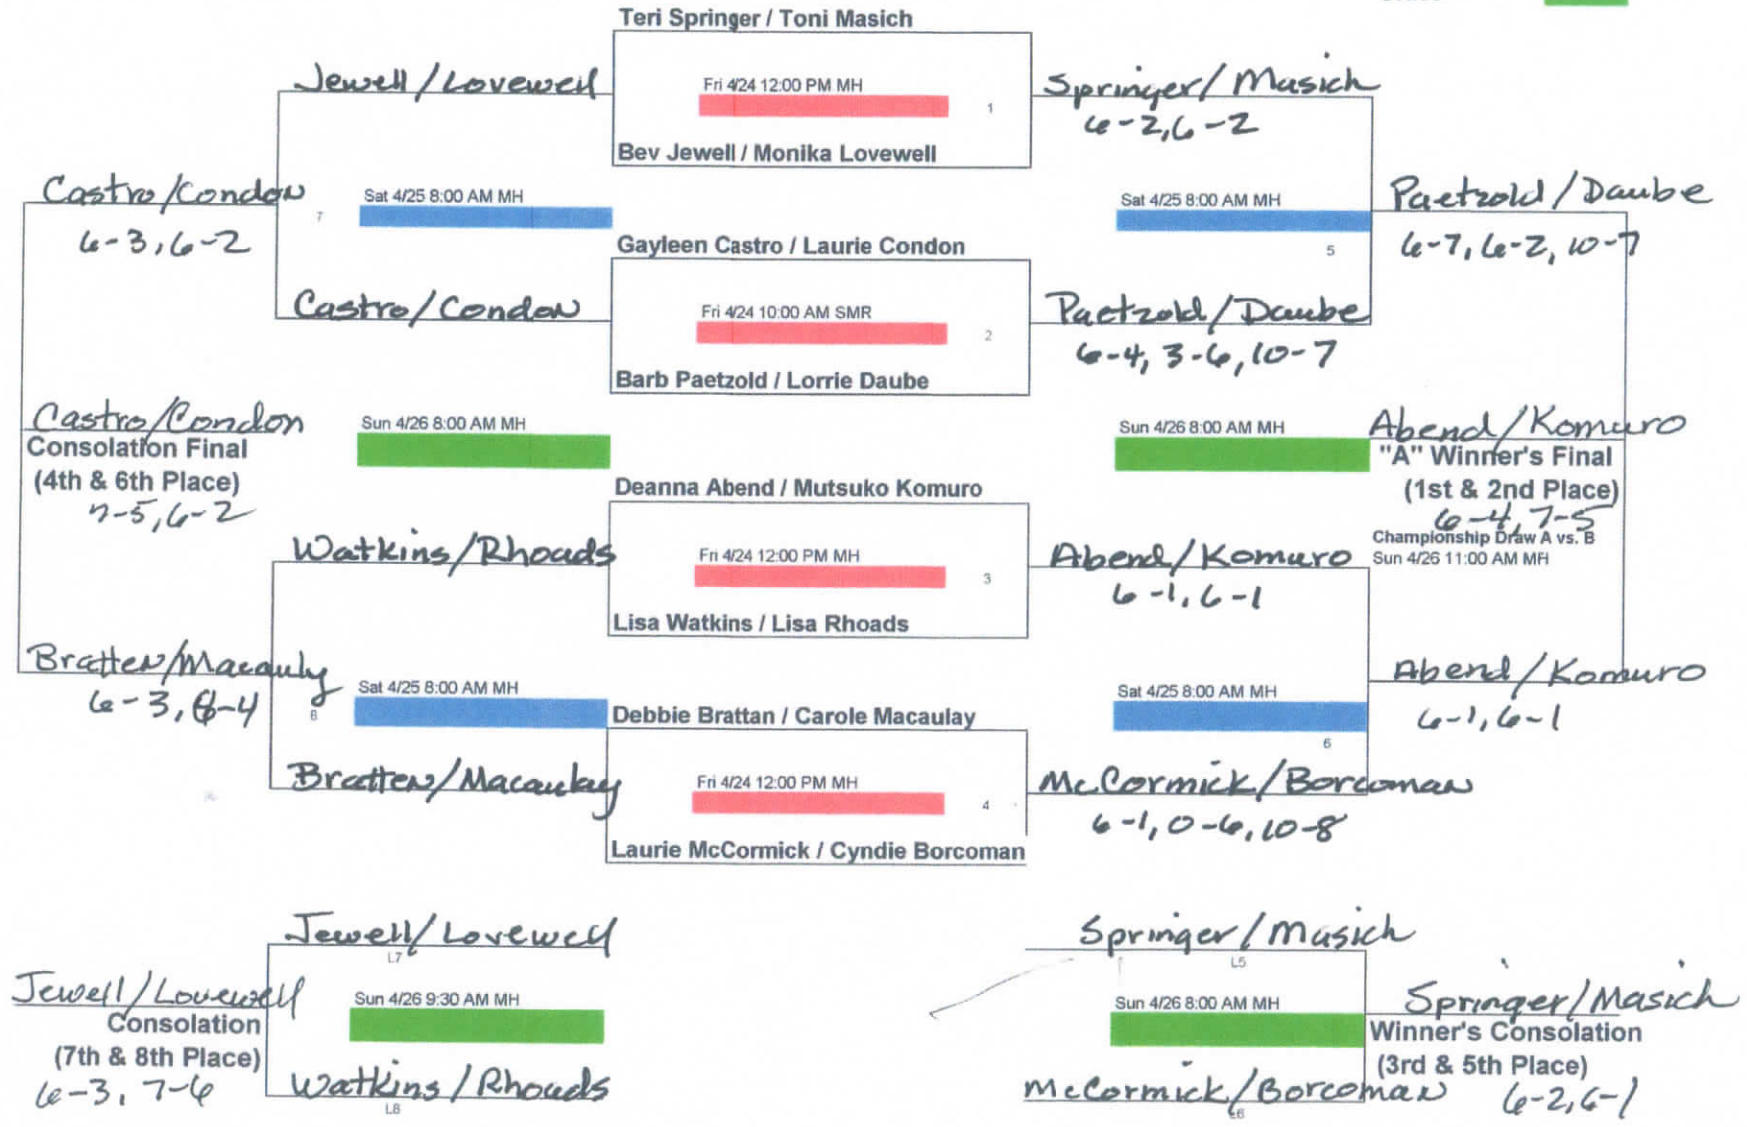 Teri Springer / Toni Masich
Jewell/Lovewell
Fri 4/24 12:00 PM MH
1
Springer/Masich
6-2, 6-2
Bev Jewell / Monika Lovewell
Castro/Condon
6-3, 6-2
7
Sat 4/25 8:00 AM MH
Sat 4/25 8:00 AM MH
5
Paetzold/Daube
6-7, 6-2, 10-7
Gayleen Castro / Laurie Condon
Castro/Condon
Fri 4/24 10:00 AM SMR
2
Paetzold/Daube
6-4, 3-6, 10-7
Barb Paetzold / Lorrie Daube
Castro/Condon
Consolation Final
(4th & 6th Place)
7-5, 6-2
Sun 4/26 8:00 AM MH
Sun 4/26 8:00 AM MH
Abend/Komuro
"A" Winner's Final
(1st & 2nd Place)
6-4, 7-5
Championship Draw A vs. B
Sun 4/26 11:00 AM MH
Deanna Abend / Mutsuko Komuro
Watkins/Rhoads
Fri 4/24 12:00 PM MH
3
Abend/Komuro
6-1, 6-1
Lisa Watkins / Lisa Rhoads
Bratten/Macauly
6-3, 6-4
8
Sat 4/25 8:00 AM MH
Sat 4/25 8:00 AM MH
6
Abend/Komuro
6-1, 6-1
Debbie Brattan / Carole Macaulay
Bratten/Macaulay
Fri 4/24 12:00 PM MH
4
McCormick/Borcoman
6-1, 0-6, 10-8
Laurie McCormick / Cyndie Borcoman
Jewell/Lovewell
L7
Jewell/Lovewell
Consolation
(7th & 8th Place)
6-3, 7-6
Sun 4/26 9:30 AM MH
Watkins/Rhoads
L8
Springer/Masich
L5
Sun 4/26 8:00 AM MH
Springer/Masich
Winner's Consolation
(3rd & 5th Place)
6-2, 6-1
McCormick/Borcoman
L6